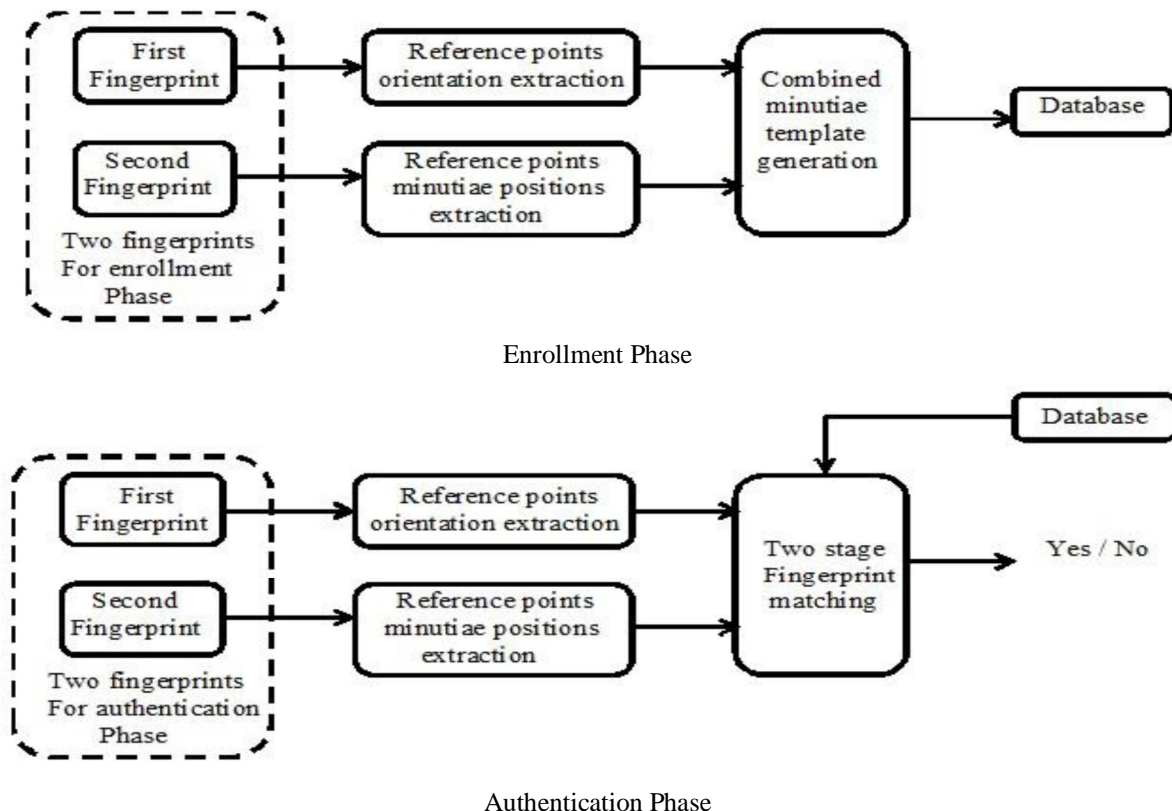 First
Fingerprint
Reference points
orientation extraction
Second
Fingerprint
Reference points
minutiae positions
extraction
Two fingerprints
For enrollment
Phase
Combined
minutiae
template
generation
Database
Enrollment Phase
First
Fingerprint
Reference points
orientation extraction
Second
Fingerprint
Reference points
minutiae positions
extraction
Two fingerprints
For authentication
Phase
Database
Two stage
Fingerprint
matching
Yes / No
Authentication Phase